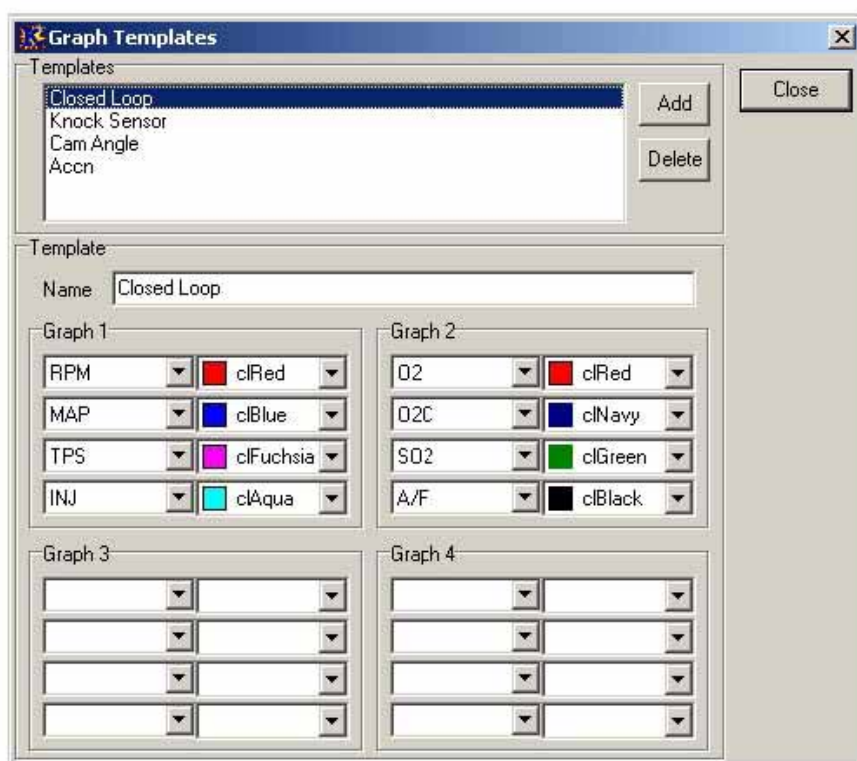 Graph Templates
Templates
Closed Loop
Knock Sensor
Cam Angle
Accn
Add
Delete
Close
Template
Name Closed Loop
Graph 1
RPM clRed
MAP clBlue
TPS clFuchsia
INJ clAqua
Graph 2
O2 clRed
O2C clNavy
SO2 clGreen
A/F clBlack
Graph 3
Graph 4